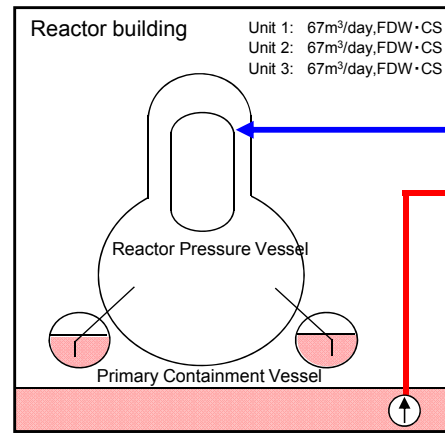 Reactor building
Unit 1: 67m³/day,FDW・CS
Unit 2: 67m³/day,FDW・CS
Unit 3: 67m³/day,FDW・CS
Reactor Pressure Vessel
Primary Containment Vessel